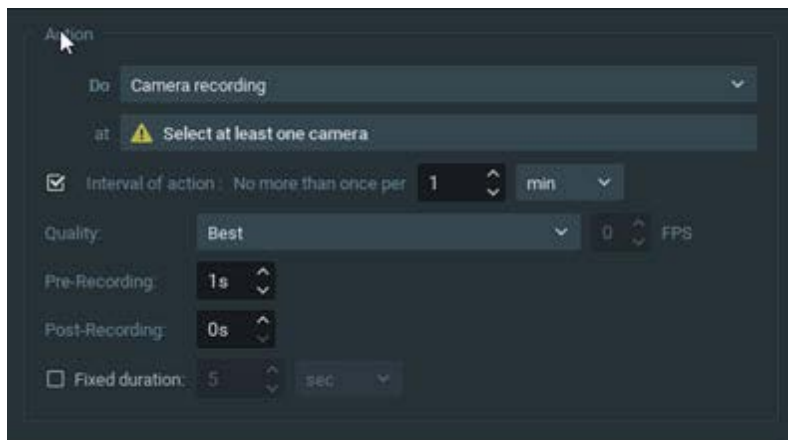 Action
Do Camera recording
at Select at least one camera
Interval of action : No more than once per 1 min
Quality: Best 0 FPS
Pre-Recording: 1s
Post-Recording: 0s
Fixed duration: 5 sec